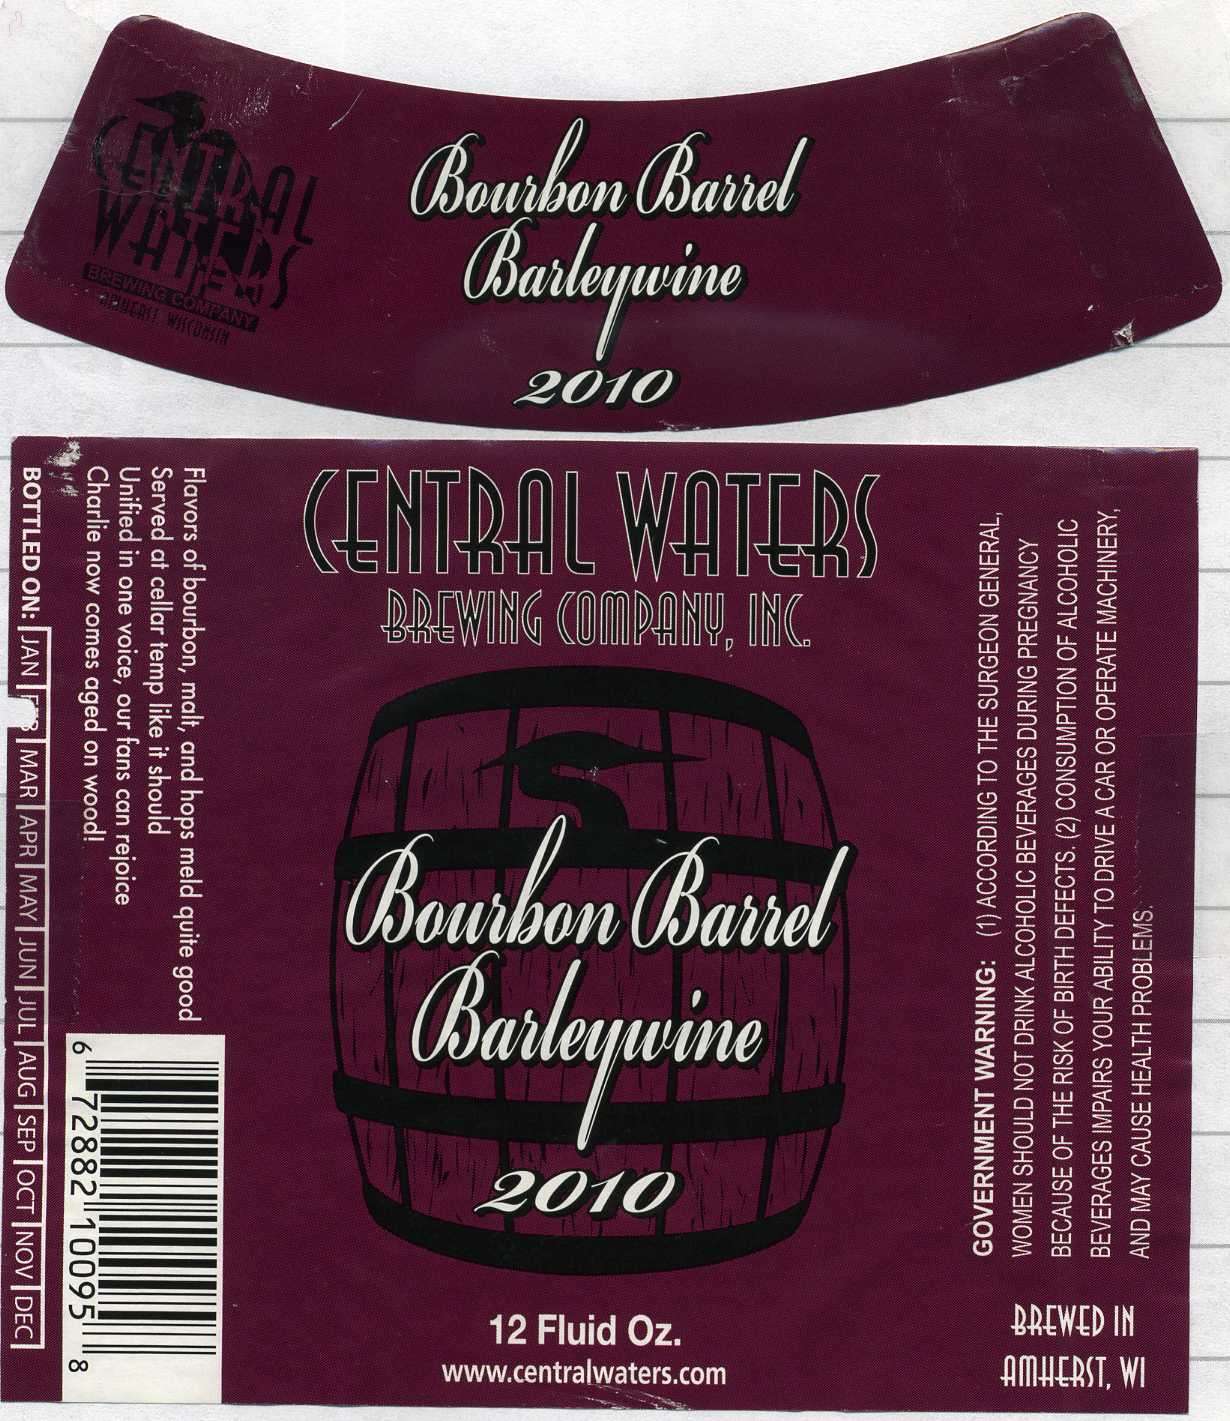 CENTRAL
WATERS
BREWING COMPANY
AMHERST, WISCONSIN
Bourbon Barrel
Barleywine
2010
CENTRAL WATERS
BREWING COMPANY, INC.
Bourbon Barrel
Barleywine
2010
12 Fluid Oz.
www.centralwaters.com
Flavors of bourbon, malt, and hops meld quite good
Served at cellar temp like it should
Unified in one voice, our fans can rejoice
Charlie now comes aged on wood!
BOTTLED ON: JAN FEB MAR APR MAY JUN JUL AUG SEP OCT NOV DEC
6 72882 10095 8
GOVERNMENT WARNING: (1) ACCORDING TO THE SURGEON GENERAL,
WOMEN SHOULD NOT DRINK ALCOHOLIC BEVERAGES DURING PREGNANCY
BECAUSE OF THE RISK OF BIRTH DEFECTS. (2) CONSUMPTION OF ALCOHOLIC
BEVERAGES IMPAIRS YOUR ABILITY TO DRIVE A CAR OR OPERATE MACHINERY,
AND MAY CAUSE HEALTH PROBLEMS.
BREWED IN
AMHERST, WI